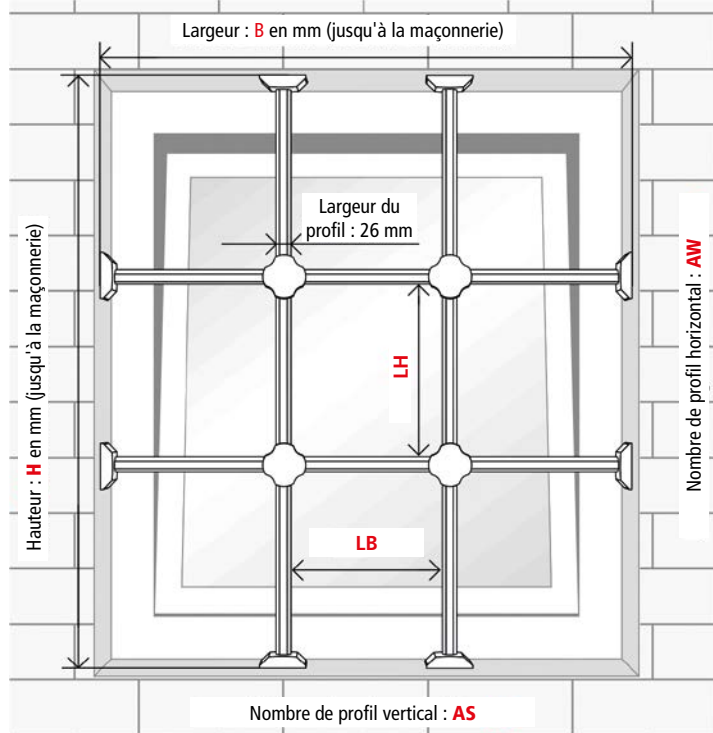 Largeur : B en mm (jusqu'à la maçonnerie)
Largeur du
profil : 26 mm
Hauteur : H en mm (jusqu'à la maçonnerie)
LH
Nombre de profil horizontal : AW
LB
Nombre de profil vertical : AS